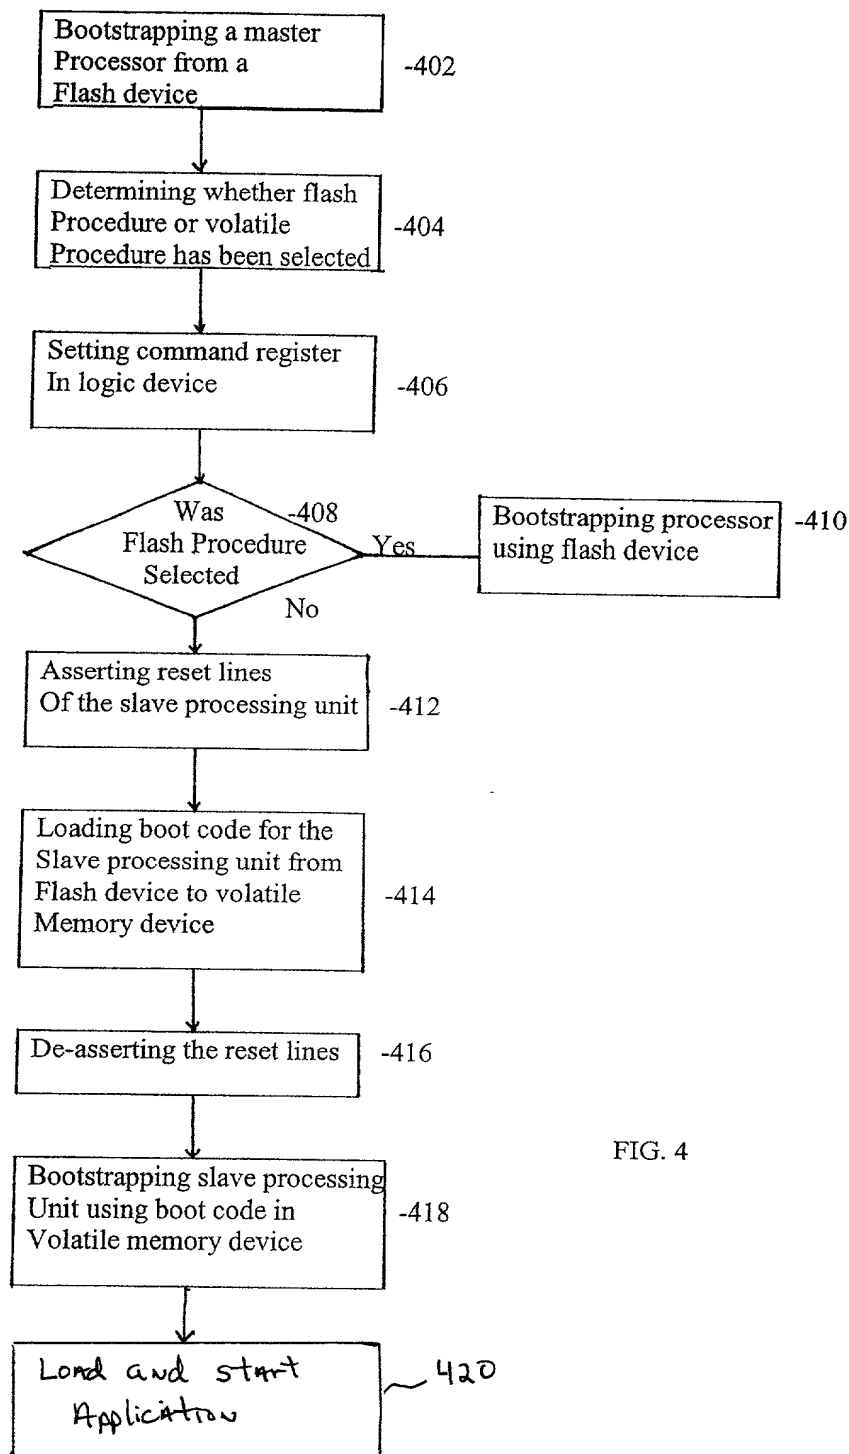 Bootstrapping a master
Processor from a
Flash device
-402
Determining whether flash
Procedure or volatile
Procedure has been selected
-404
Setting command register
In logic device
-406
Was
Flash Procedure
Selected
-408
Yes
Bootstrapping processor
using flash device
-410
No
Asserting reset lines
Of the slave processing unit
-412
Loading boot code for the
Slave processing unit from
Flash device to volatile
Memory device
-414
De-asserting the reset lines
-416
FIG. 4
Bootstrapping slave processing
Unit using boot code in
Volatile memory device
-418
Load and start
Application
420